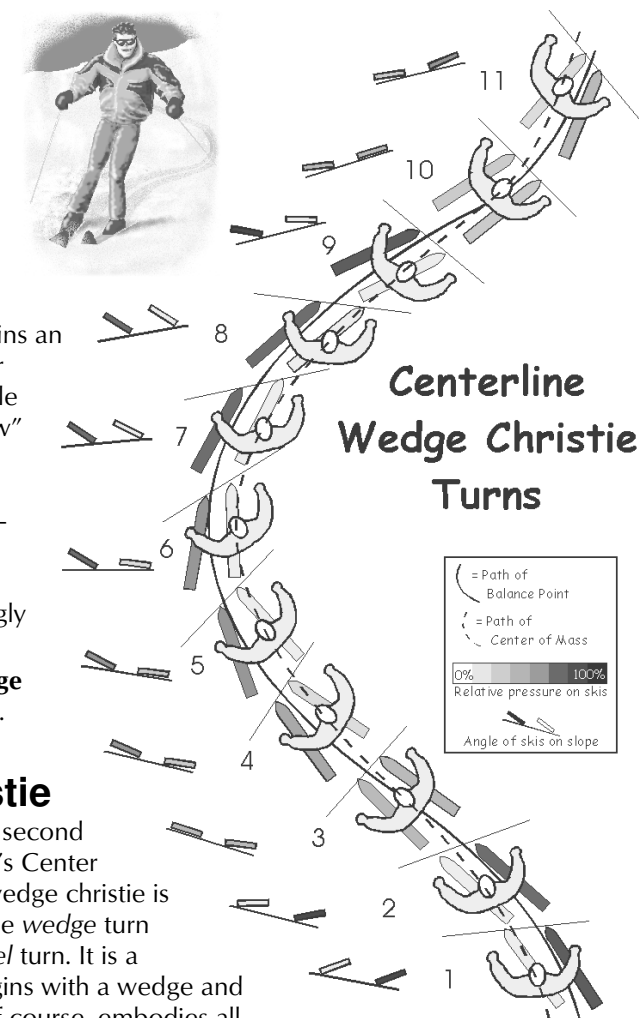 11
10
9
8
7
6
5
4
3
2
1
Centerline
Wedge Christie
Turns
= Path of
Balance Point
= Path of
Center of Mass
0% 100%
Relative pressure on skis
Angle of skis on slope
ins an
r
le
v”
–
gly
ge
.
stie
second
’s Center
vedge christie is
e wedge turn
el turn. It is a
gins with a wedge and
f course, embodies all